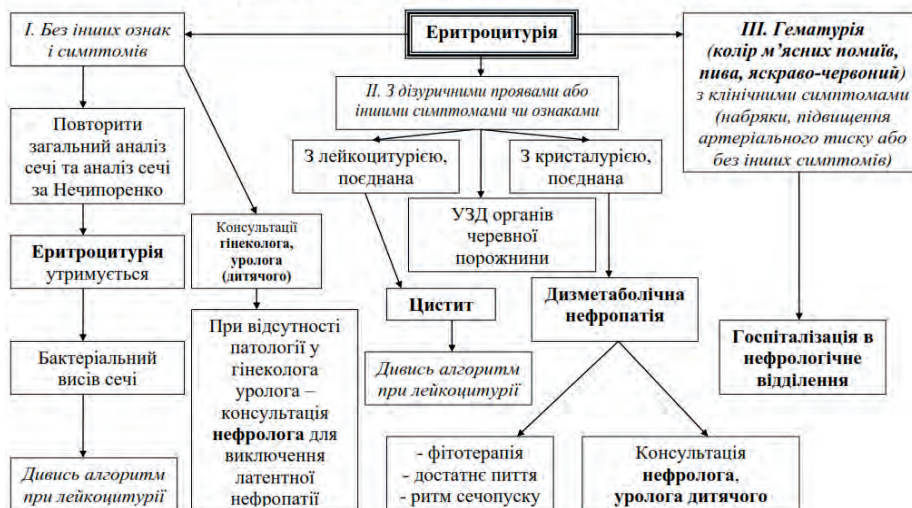 Еритроцитурія
І. Без інших ознак
і симптомів
Повторити
загальний аналіз
сечі та аналіз сечі
за Нечипоренко
Еритроцитурія
утримується
Бактеріальний
висів сечі
Дивись алгоритм
при лейкоцитурії
Консультації
гінеколога,
уролога
(дитячого)
При відсутності
патології у
гінеколога
уролога –
консультація
нефролога для
виключення
латентної
нефропатії
ІІ. З дізуричними проявами або
іншими симптомами чи ознаками
З лейкоцитурією,
поєднана
УЗД органів
черевної
порожнини
З кристалурією,
поєднана
Цистит
Дивись алгоритм
при лейкоцитурії
Дизметаболічна
нефропатія
- фітотерапія
- достатнє пиття
- ритм сечопуску
Консультація
нефролога,
уролога дитячого
ІІІ. Гематурія
(колір м’ясних помиїв,
пива, яскраво-червоний)
з клінічними симптомами
(набряки, підвищення
артеріального тиску або
без інших симптомів)
Госпіталізація в
нефрологічне
відділення